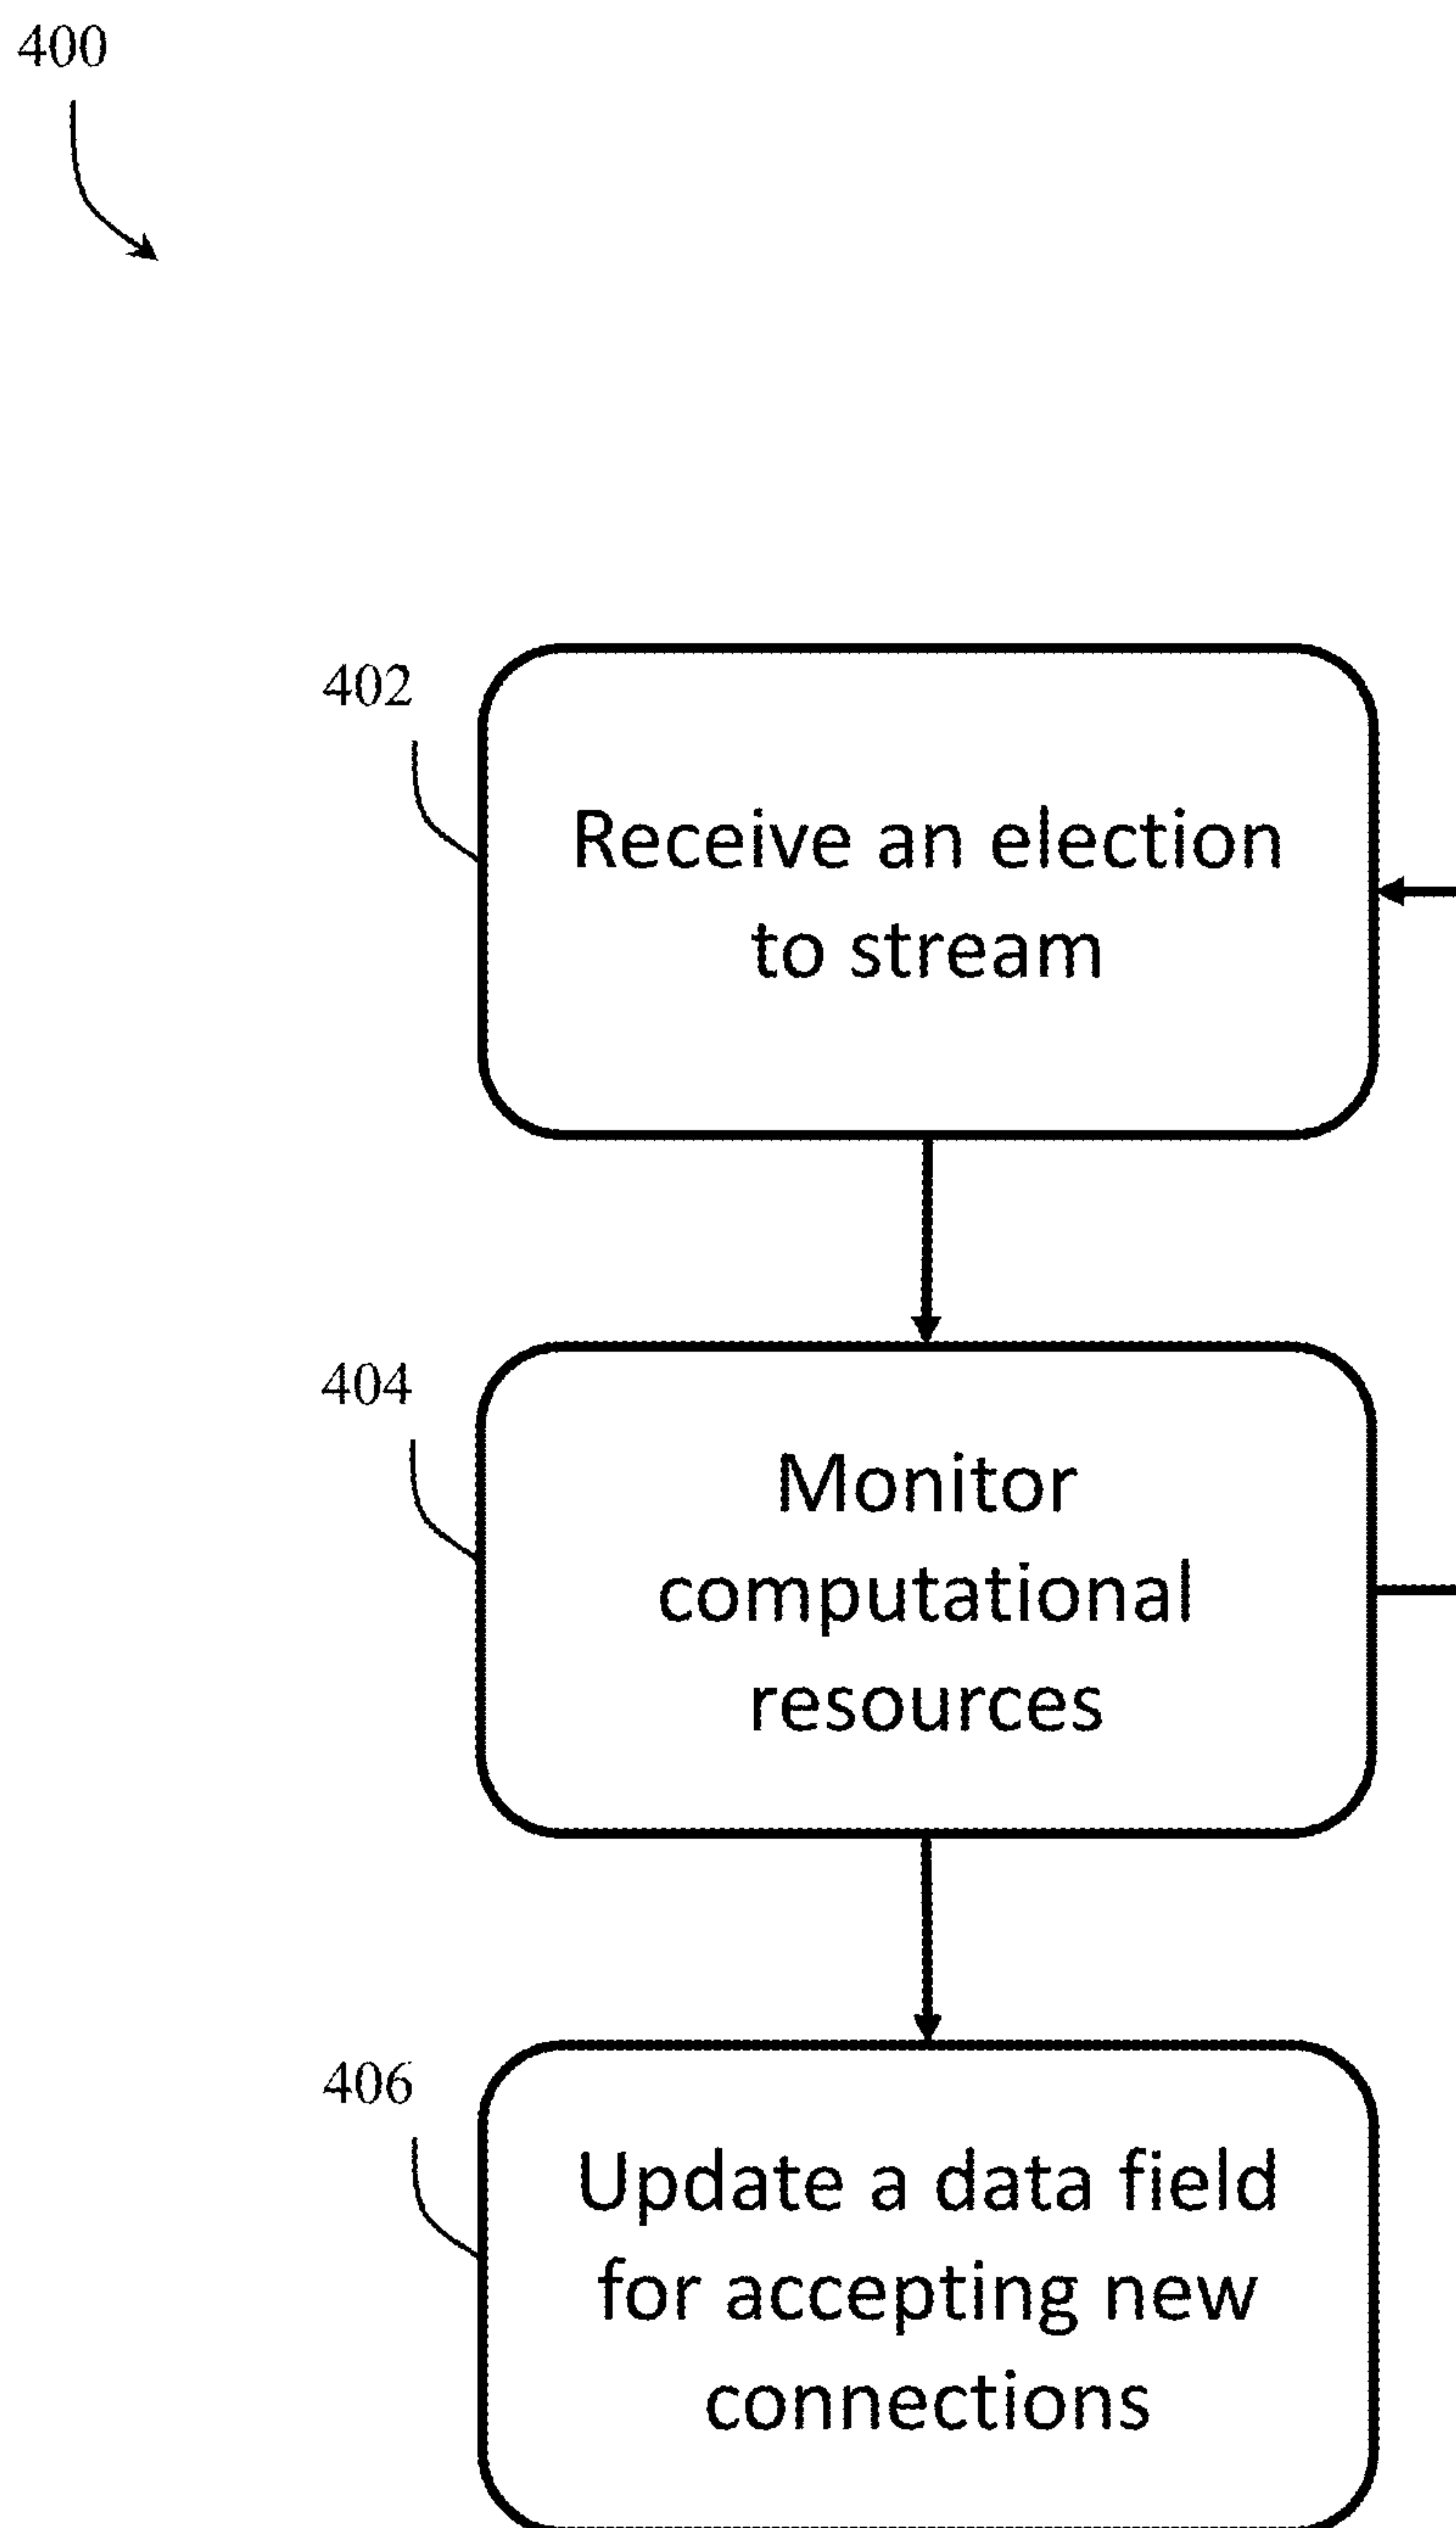 400
402
Receive an election
to stream
404
Monitor
computational
resources
406
Update a data field
for accepting new
connections